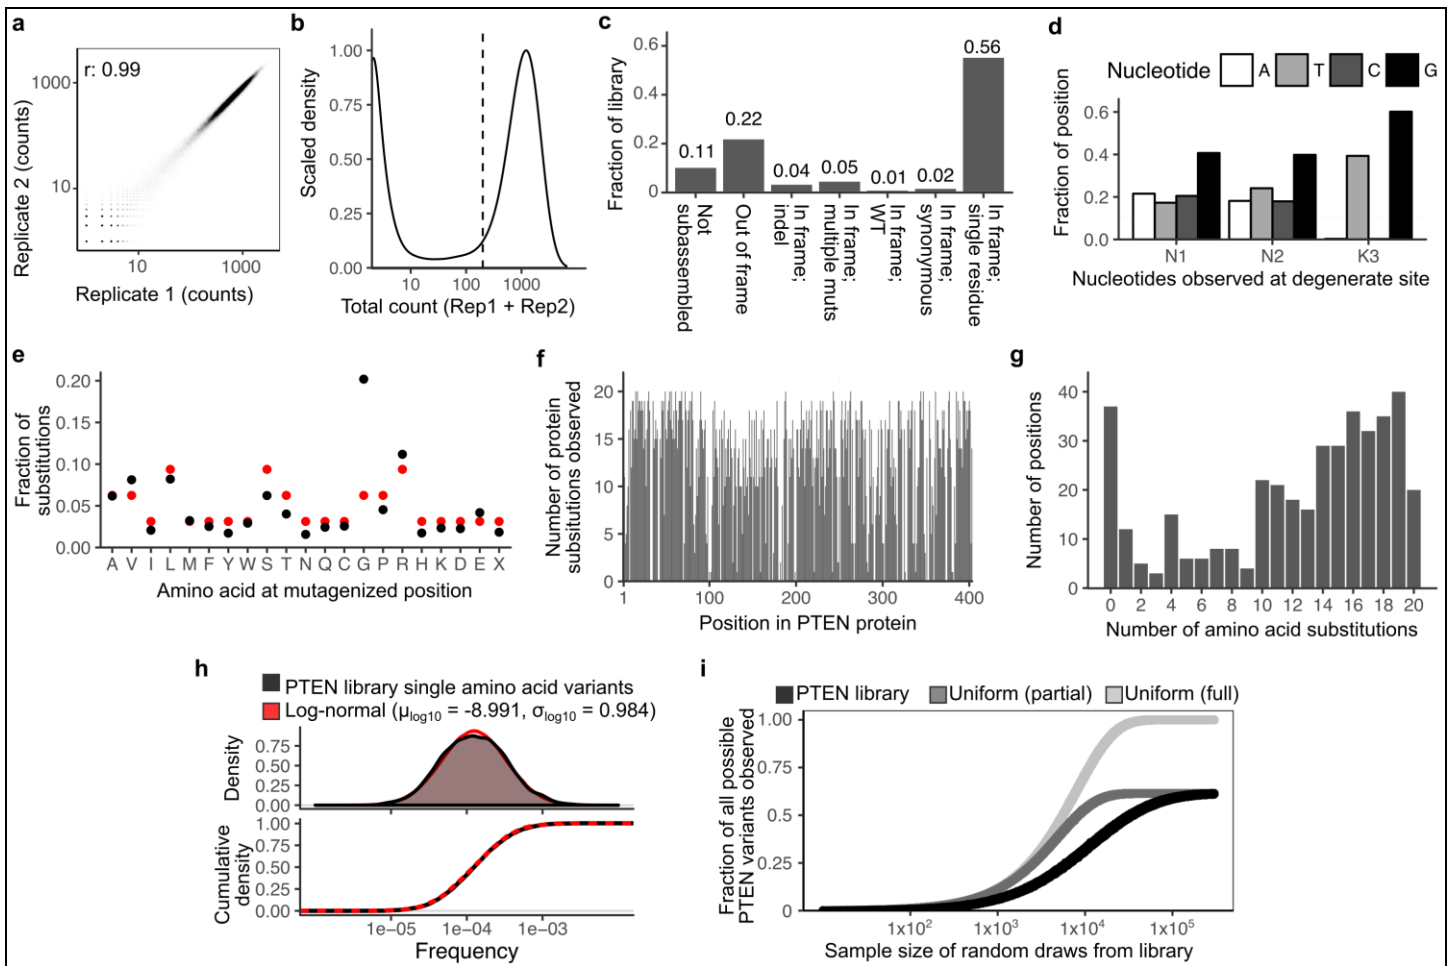 a
r: 0.99
1000
10
10
1000
Replicate 2 (counts)
Replicate 1 (counts)
b
1.00
0.75
0.50
0.25
0.00
10
100
1000
Scaled density
Total count (Rep1 + Rep2)
c
0.6
0.4
0.2
0
Fraction of library
0.11
0.22
0.04
0.05
0.01
0.02
0.56
Not
subassembled
Out of frame
In frame;
indel
In frame;
multiple muts
In frame;
WT
In frame;
synonymous
In frame;
single residue
d
Nucleotide A T C G
0.6
0.4
0.2
0.0
Fraction of position
N1 N2 K3
Nucleotides observed at degenerate site
e
0.20
0.15
0.10
0.05
0.00
Fraction of
substitutions
A V I L M F Y W S T N Q C G P R H K D E X
Amino acid at mutagenized position
f
20
15
10
5
0
Number of protein
subsitutions observed
1 100 200 300 400
Position in PTEN protein
g
40
30
20
10
0
Number of positions
0 2 4 6 8 10 12 14 16 18 20
Number of amino acid substitutions
h
PTEN library single amino acid variants
Log-normal (μlog10 = -8.991, σlog10 = 0.984)
0.75
0.50
0.25
0.00
Density
1.00
0.75
0.50
0.25
0.00
Cumulative
density
1e−05 1e−04 1e−03
Frequency
i
PTEN library Uniform (partial) Uniform (full)
1.00
0.75
0.5
0.25
0
Fraction of all possible
PTEN variants observed
1x10² 1x10³ 1x10⁴ 1x10⁵
Sample size of random draws from library